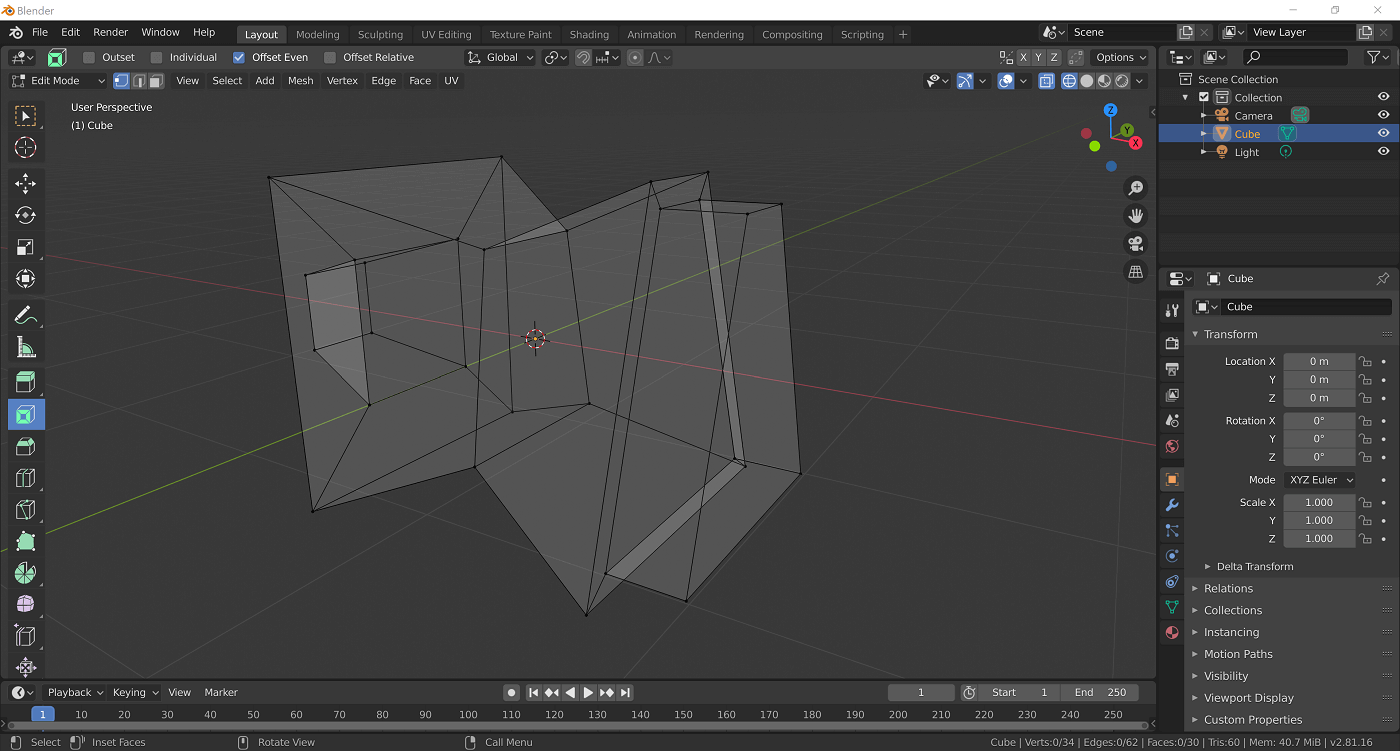 Blender
File Edit Render Window Help Layout Modeling Sculpting UV Editing Texture Paint Shading Animation Rendering Compositing Scripting + Scene View Layer
Outset Individual Offset Even Offset Relative Global X Y Z Options
Edit Mode View Select Add Mesh Vertex Edge Face UV
User Perspective
(1) Cube
Z
Y
X
Scene Collection
Collection
Camera
Cube
Light
Cube
Cube
Transform
Location X 0 m
Y 0 m
Z 0 m
Rotation X 0°
Y 0°
Z 0°
Mode XYZ Euler
Scale X 1.000
Y 1.000
Z 1.000
Delta Transform
Relations
Collections
Instancing
Motion Paths
Visibility
Viewport Display
Custom Properties
Playback Keying View Marker 1 Start 1 End 250
1 10 20 30 40 50 60 70 80 90 100 110 120 130 140 150 160 170 180 190 200 210 220 230 240 250
Select Inset Faces Rotate View Call Menu Cube | Verts:0/34 | Edges:0/62 | Faces:0/30 | Tris:60 | Mem: 40.7 MiB | v2.81.16